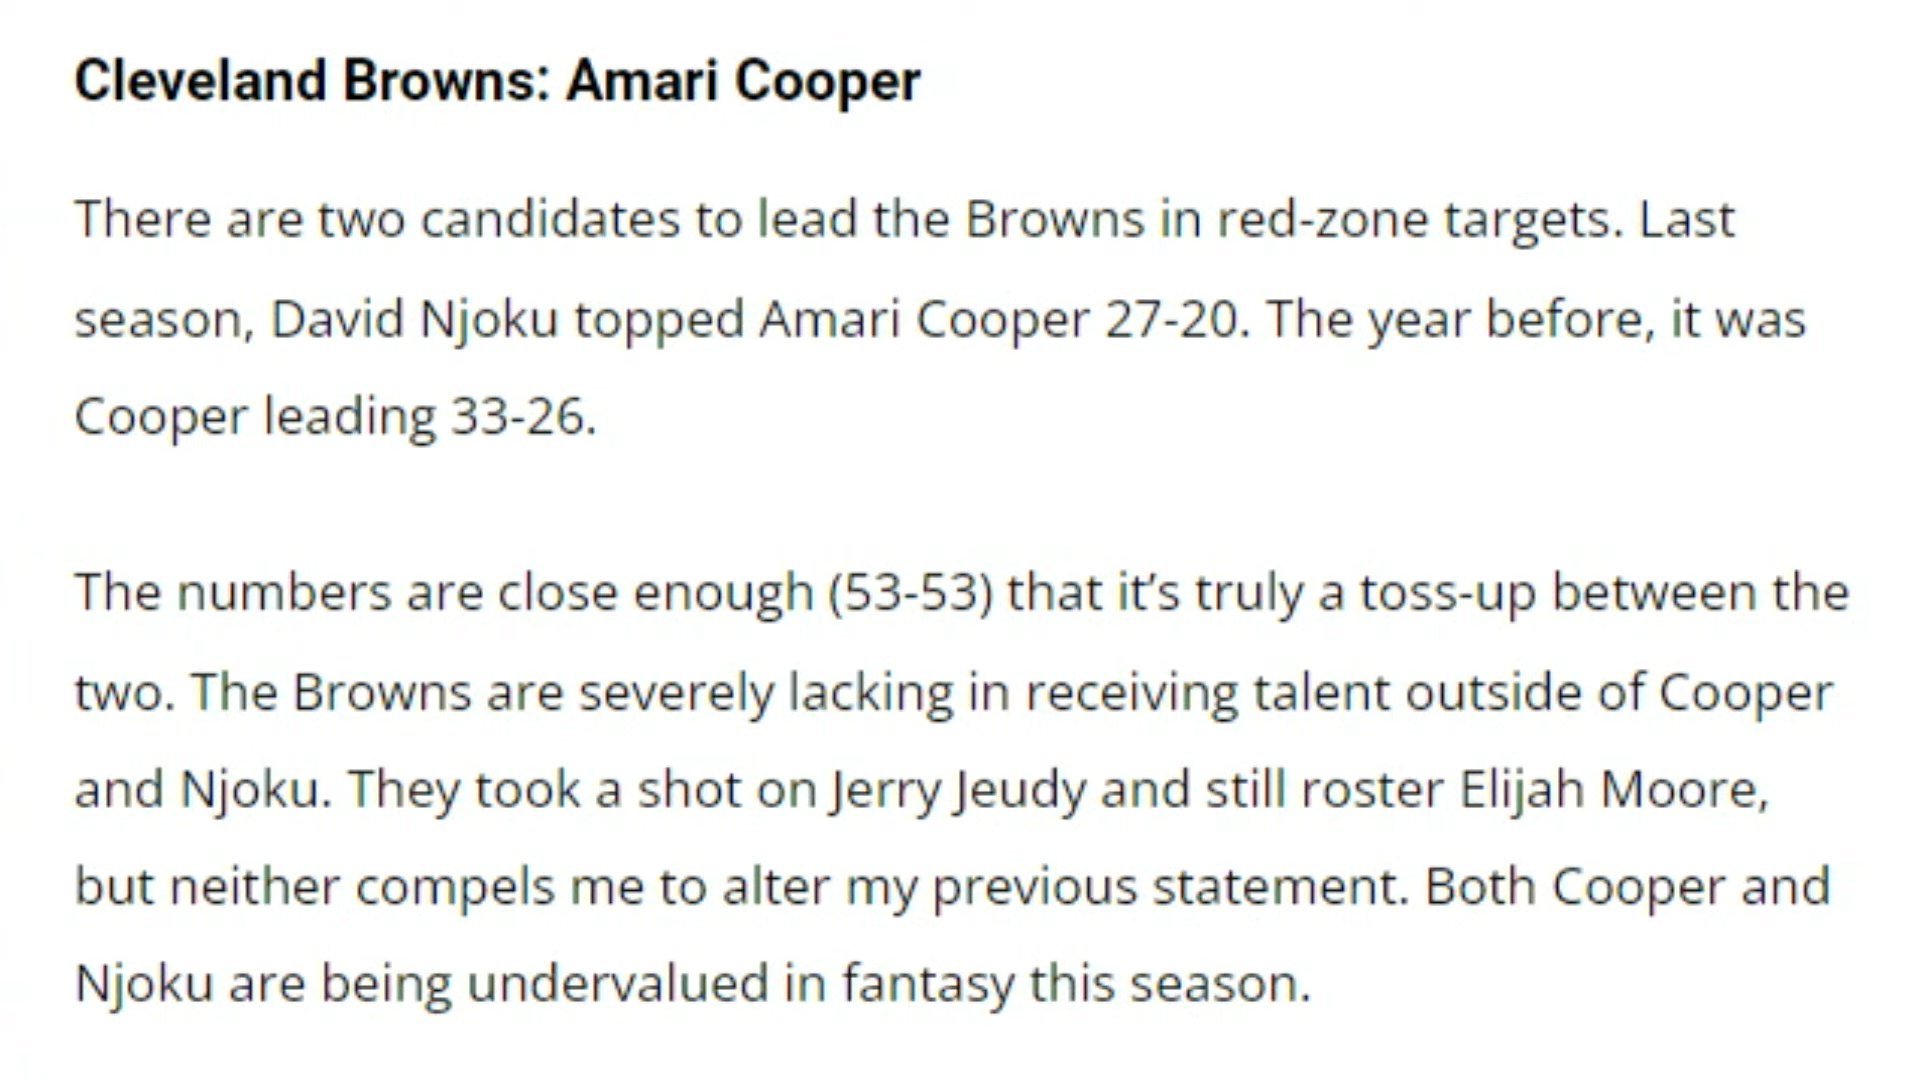 Cleveland Browns: Amari Cooper
There are two candidates to lead the Browns in red-zone targets. Last
season, David Njoku topped Amari Cooper 27-20. The year before, it was
Cooper leading 33-26.
The numbers are close enough (53-53) that it’s truly a toss-up between the
two. The Browns are severely lacking in receiving talent outside of Cooper
and Njoku. They took a shot on Jerry Jeudy and still roster Elijah Moore,
but neither compels me to alter my previous statement. Both Cooper and
Njoku are being undervalued in fantasy this season.